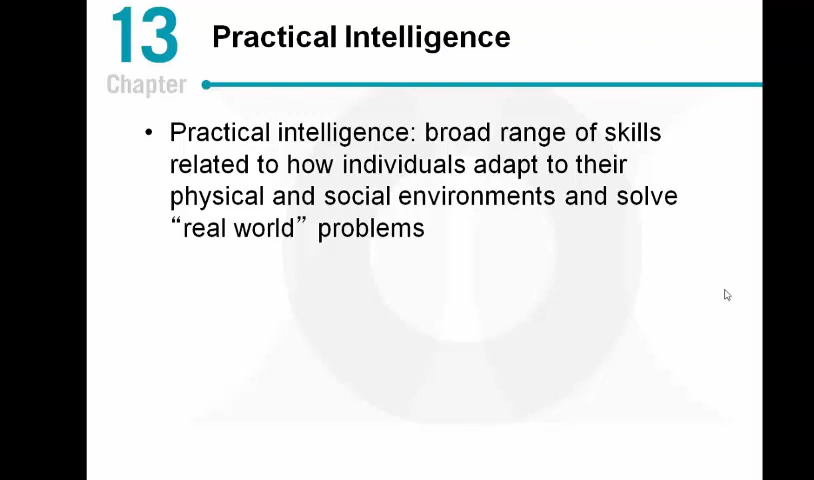 13
Chapter
Practical Intelligence
• Practical intelligence: broad range of skills
related to how individuals adapt to their
physical and social environments and solve
“real world” problems